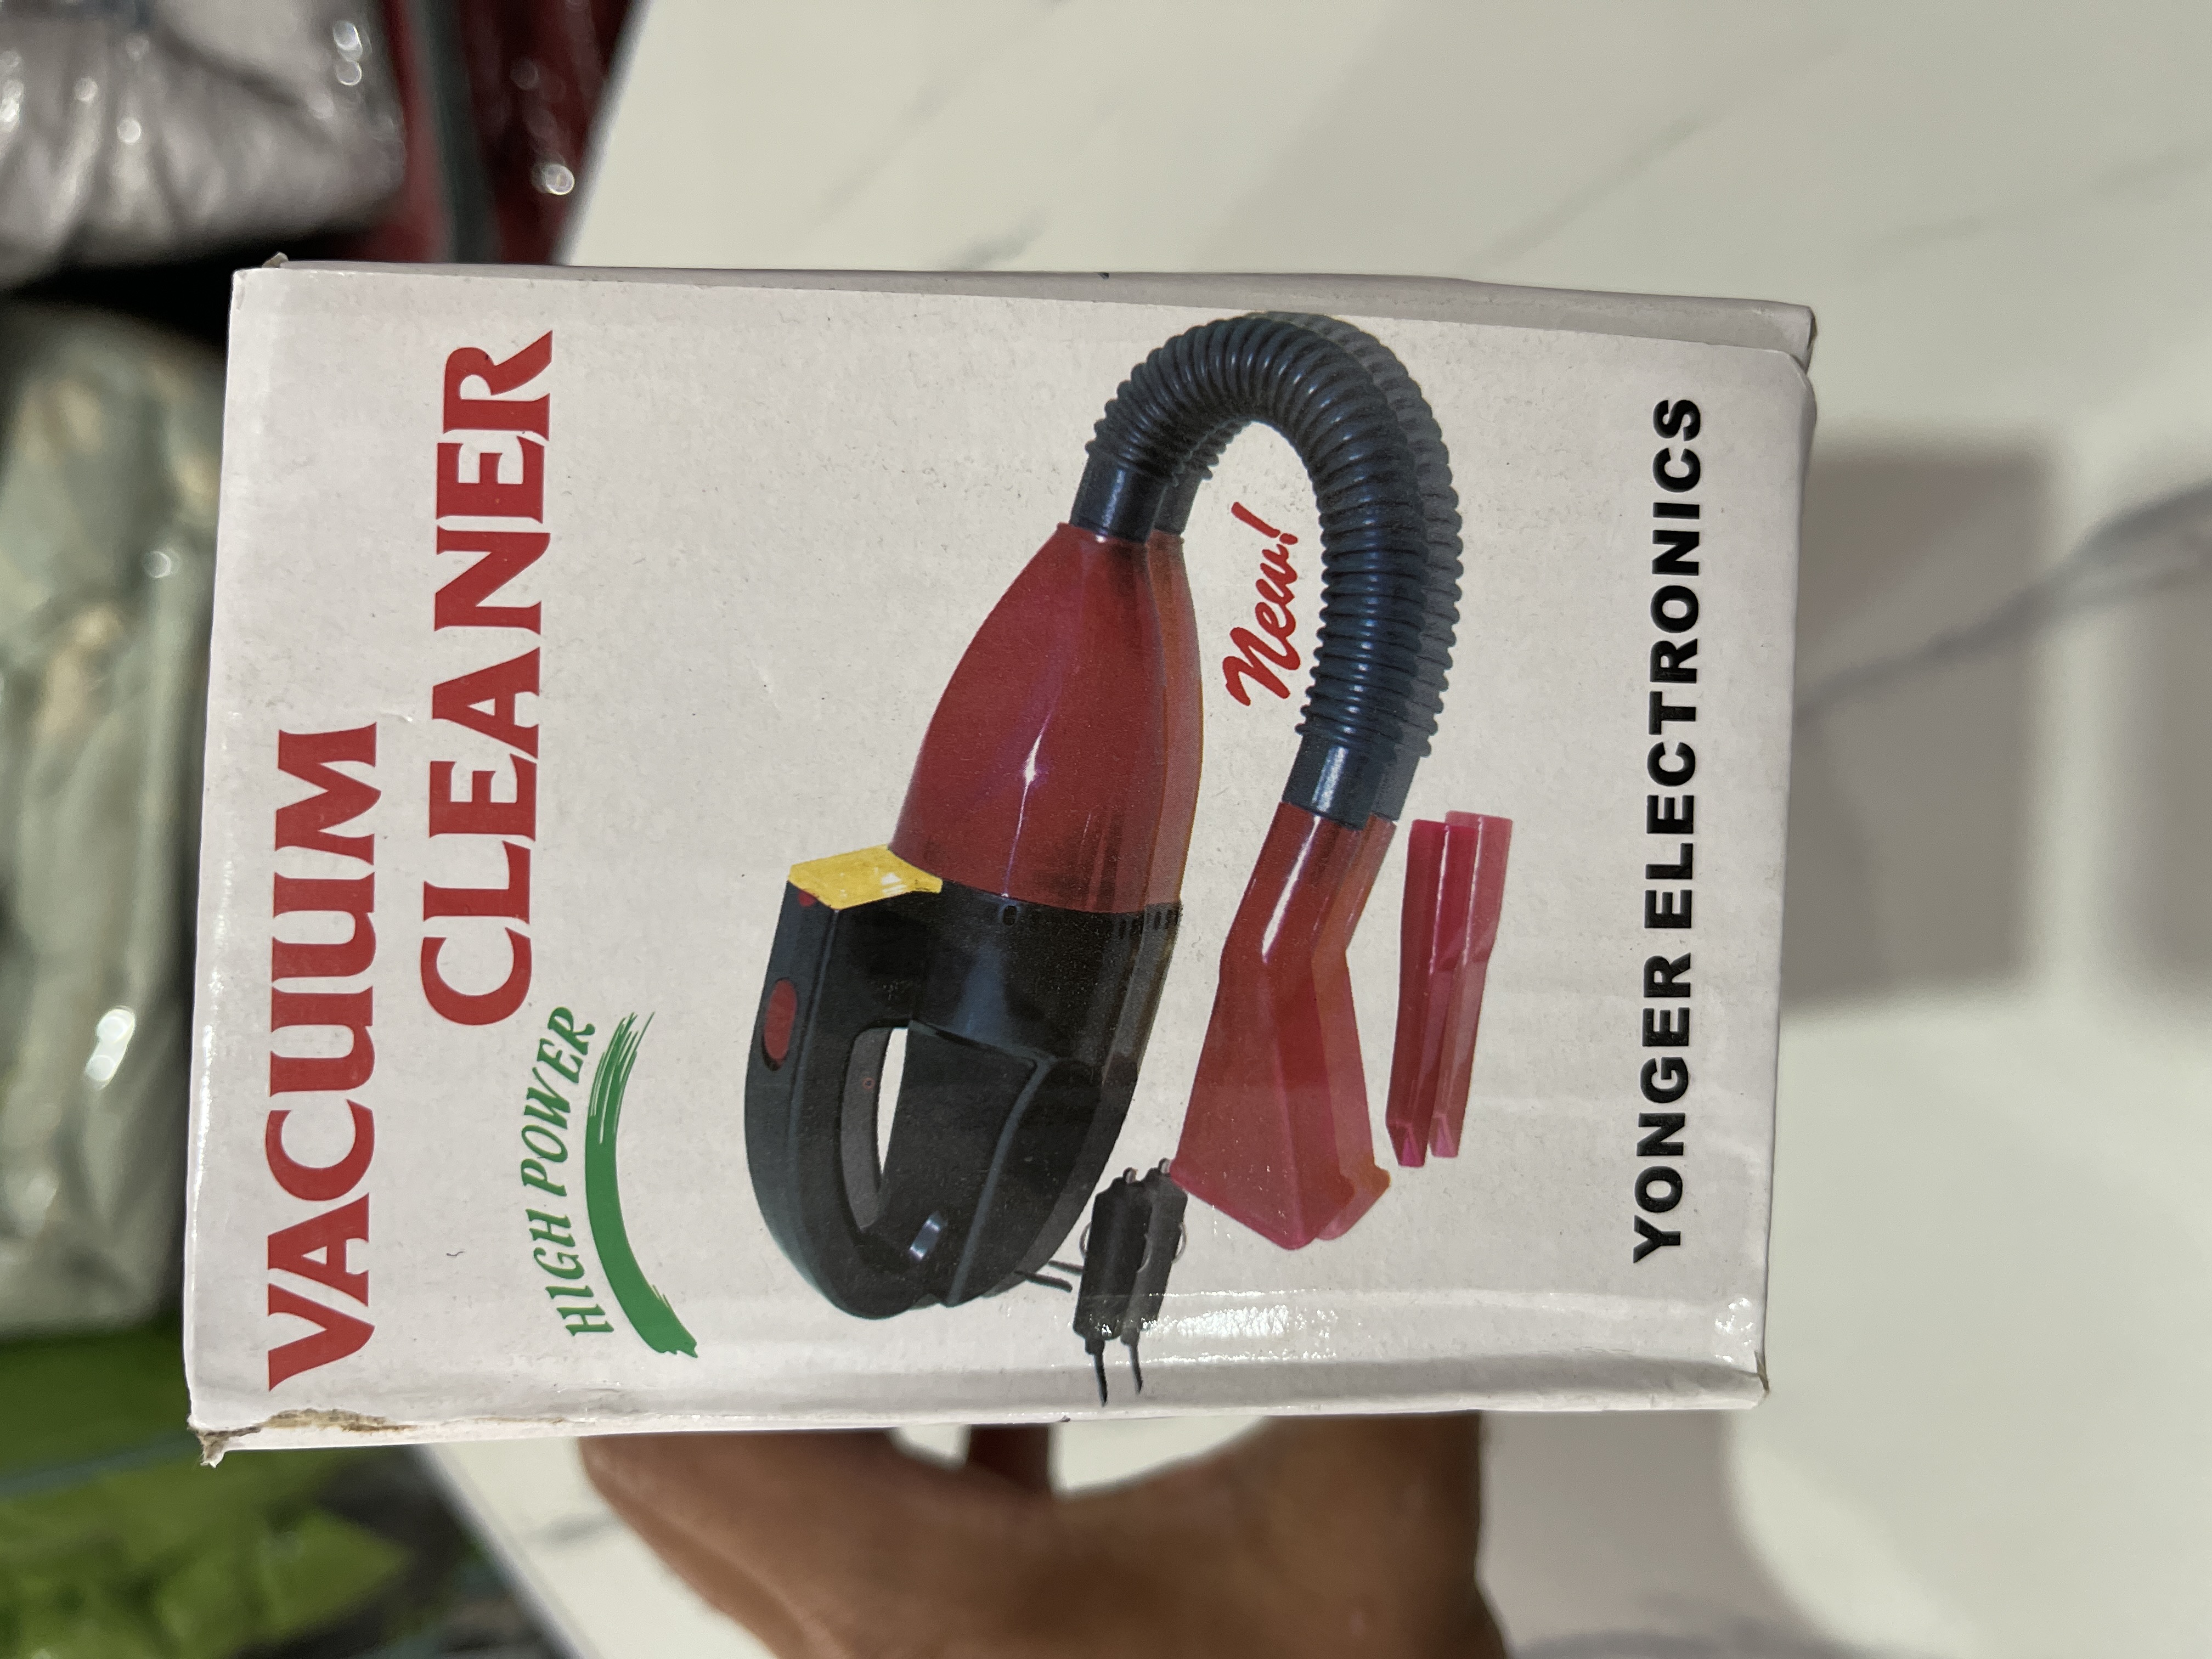 VACUUM
CLEANER
HIGH POWER
New!
YONGER ELECTRONICS